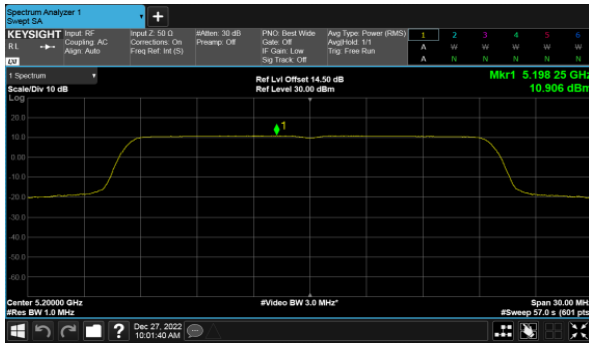 Spectrum Analyzer 1
Swept SA
+
KEYSIGHT
RL
Input: RF
Coupling: AC
Align: Auto
Input Z: 50 Ω
Corrections: On
Freq Ref: Int (S)
#Atten: 30 dB
Preamp: Off
PNO: Best Wide
Gate: Off
IF Gain: Low
Sig Track: Off
Avg Type: Power (RMS)
Avg|Hold: 1/1
Trig: Free Run
1 2 3 4 5 6
A W W W W W
A N N N N N
LXI
1 Spectrum
Scale/Div 10 dB
Log
Ref Lvl Offset 14.50 dB
Ref Level 30.00 dBm
Mkr1 5.198 25 GHz
10.906 dBm
1
20.0
10.0
0.00
-10.0
-20.0
-30.0
-40.0
-50.0
-60.0
Center 5.20000 GHz
#Res BW 1.0 MHz
#Video BW 3.0 MHz*
Span 30.00 MHz
#Sweep 57.0 s (601 pts)
?
Dec 27, 2022
10:01:40 AM